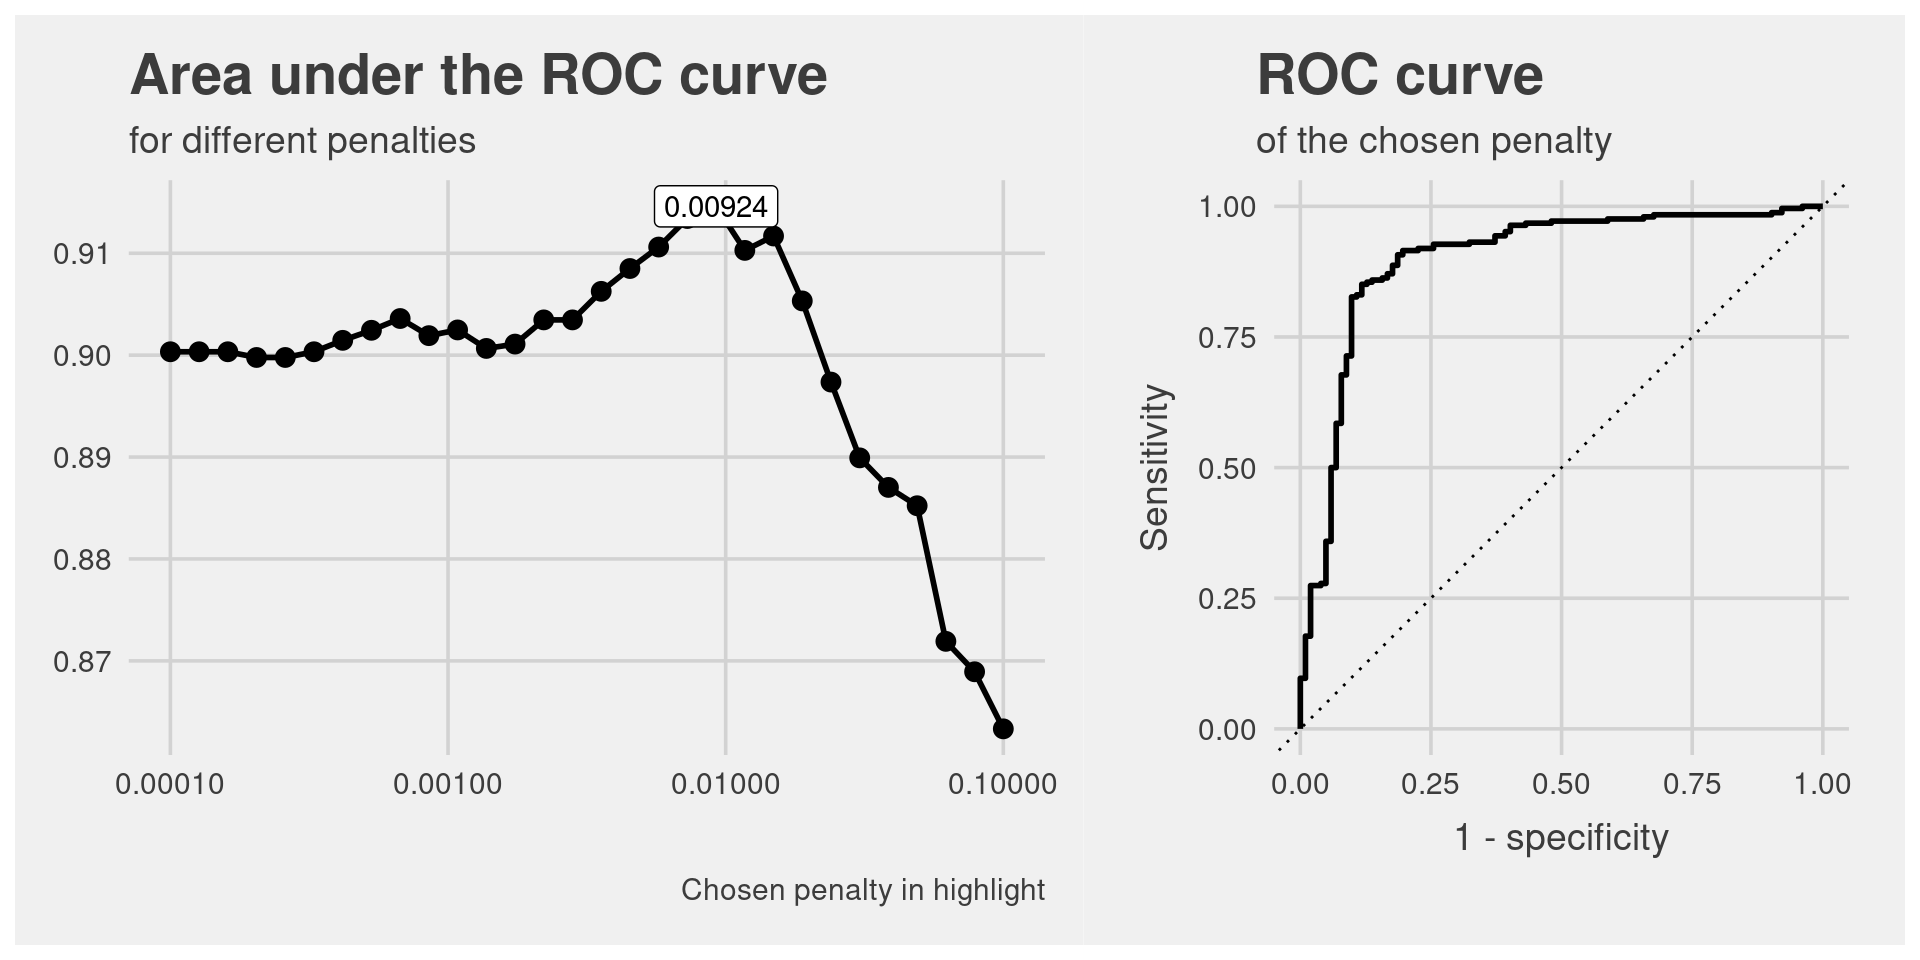 Area under the ROC curve
for different penalties
0.00924
0.91
0.90
0.89
0.88
0.87
0.00010 0.00100 0.01000 0.10000
Chosen penalty in highlight
ROC curve
of the chosen penalty
Sensitivity
1.00
0.75
0.50
0.25
0.00
0.00 0.25 0.50 0.75 1.00
1 - specificity